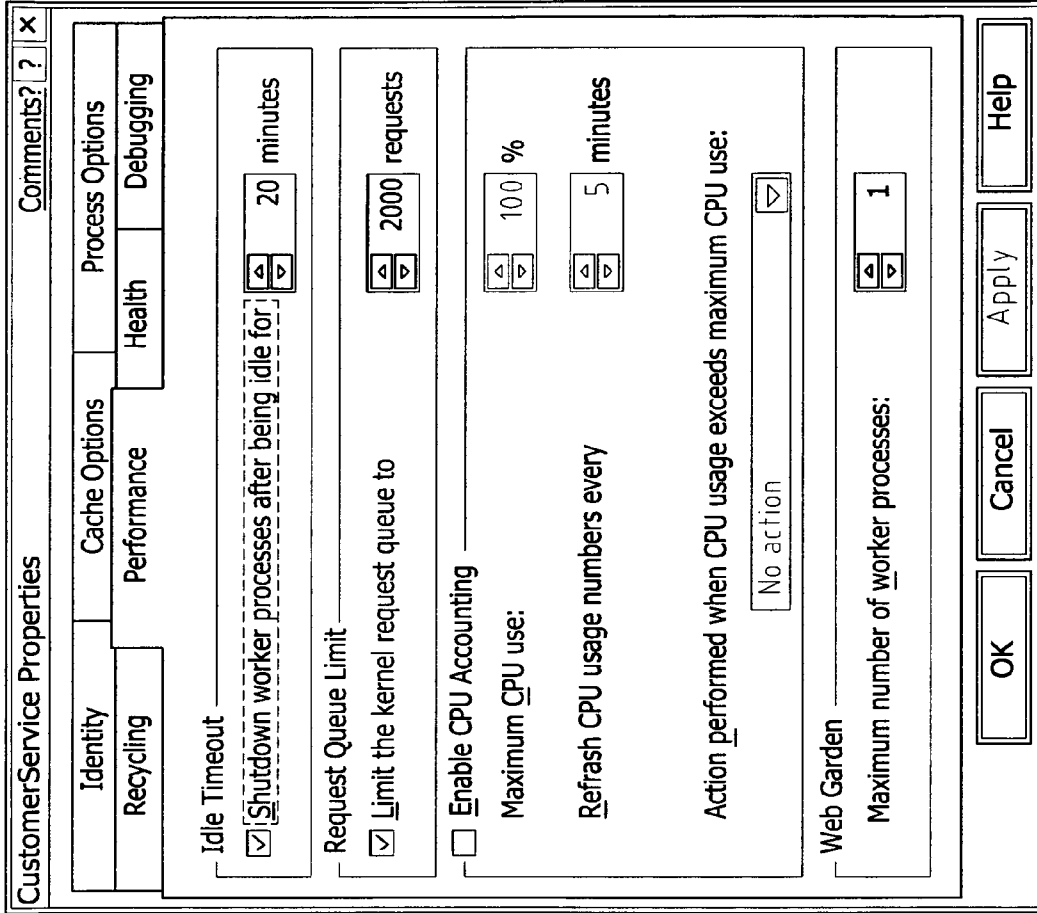 CustomerService Properties Comments? ? X
Identity Cache Options Process Options
Recycling Performance Health Debugging
Idle Timeout
Shutdown worker processes after being idle for 20 minutes
Request Queue Limit
Limit the kernel request queue to 2000 requests
Enable CPU Accounting
Maximum CPU use: 100 %
Refrash CPU usage numbers every 5 minutes
Action performed when CPU usage exceeds maximum CPU use:
No action
Web Garden
Maximum number of worker processes: 1
OK Cancel Apply Help